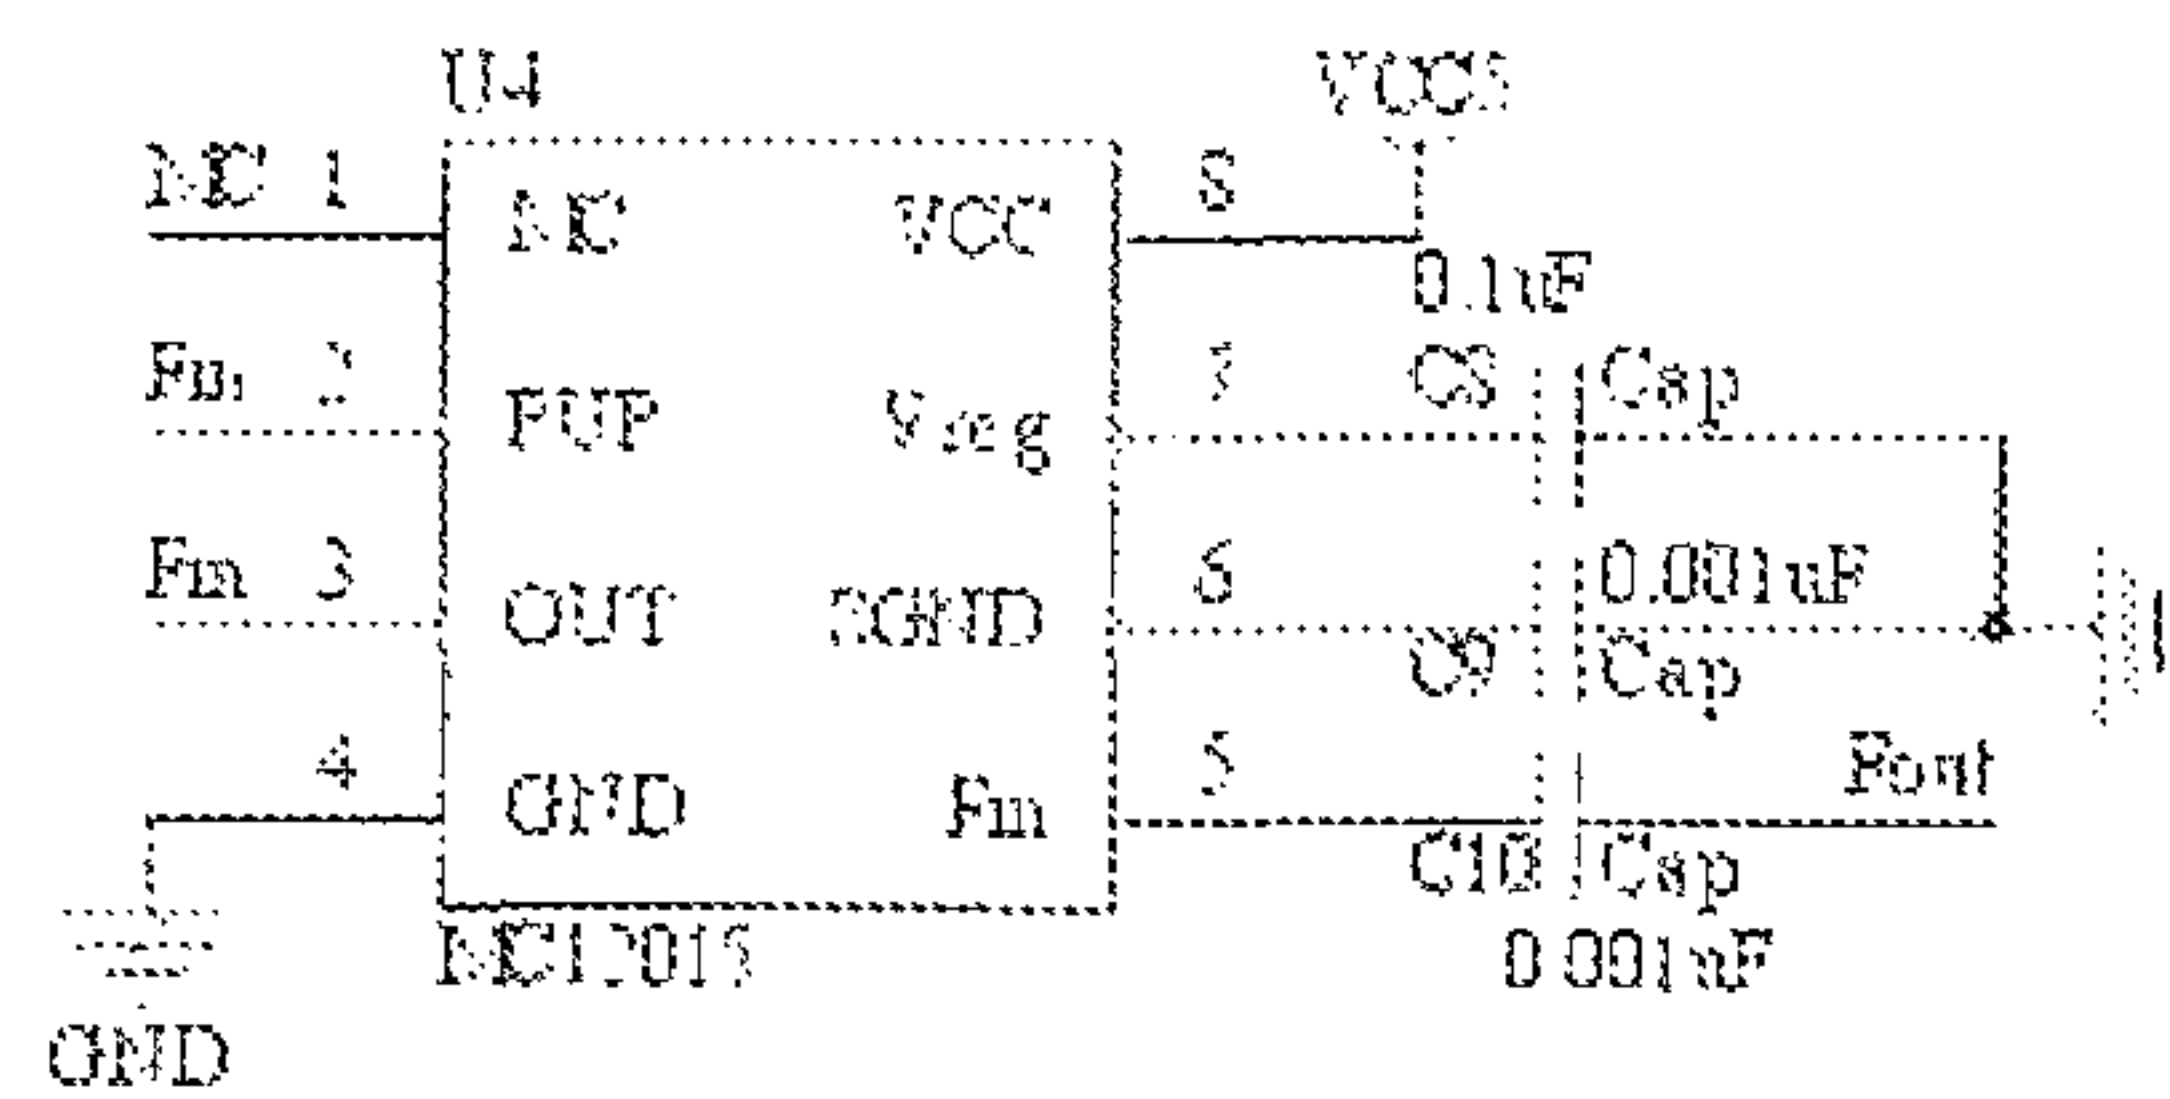 U4
VCC5
NC 1
NC
VCC
8
0.1uF
Fin 2
PUP
Vreg
7
C8
Cap
Fin 3
OUT
RGND
6
0.001uF
C9
Cap
4
GND
Fin
5
Fout
C10
Cap
0.001uF
GND